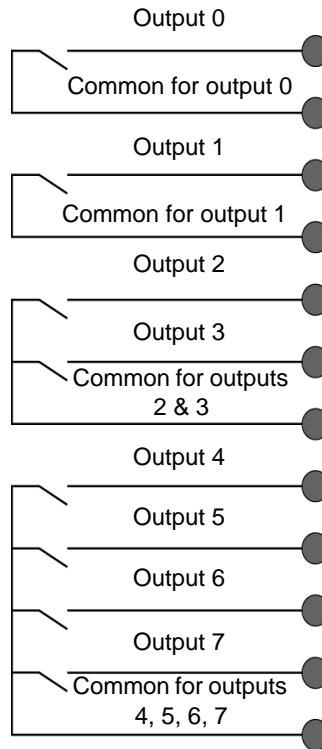 Output 0
Common for output 0
Output 1
Common for output 1
Output 2
Output 3
Common for outputs
2 & 3
Output 4
Output 5
Output 6
Output 7
Common for outputs
4, 5, 6, 7